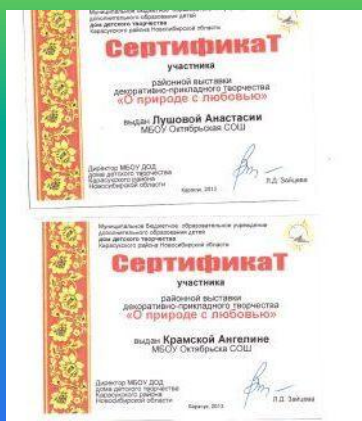 Муниципальное бюджетное образовательное учреждение
дополнительного образования детей
дом детского творчества
Карасукского района Новосибирской области
СертификаТ
участника
районной выставки
декоративно-прикладного творчества
«О природе с любовью»
выдан Лушовой Анастасии
МБОУ Октябрьская СОШ
Директор МБОУ ДОД
дома детского творчества
Карасукского района
Новосибирской области
Л.Д. Зайцева
Карасук, 2013
Муниципальное бюджетное образовательное учреждение
дополнительного образования детей
дом детского творчества
Карасукского района Новосибирской области
СертификаТ
участника
районной выставки
декоративно-прикладного творчества
«О природе с любовью»
выдан Крамской Ангелине
МБОУ Октябрьска СОШ
Директор МБОУ ДОД
дома детского творчества
Карасукского района
Новосибирской области
Л.Д. Зайцева
Карасук, 2013